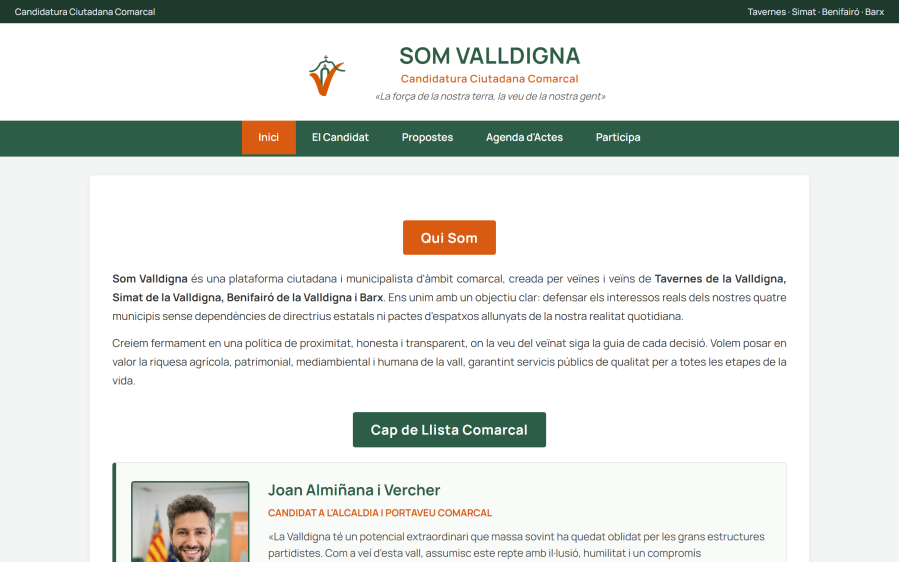 Candidatura Ciutadana Comarcal
Tavernes · Simat · Benifairó · Barx
SOM VALLDIGNA
Candidatura Ciutadana Comarcal
«La força de la nostra terra, la veu de la nostra gent»
Inici
El Candidat
Propostes
Agenda d'Actes
Participa
Qui Som
Som Valldigna és una plataforma ciutadana i municipalista d'àmbit comarcal, creada per veïnes i veïns de Tavernes de la Valldigna,
Simat de la Valldigna, Benifairó de la Valldigna i Barx. Ens unim amb un objectiu clar: defensar els interessos reals dels nostres quatre
municipis sense dependències de directrius estatals ni pactes d'espatxos allunyats de la nostra realitat quotidiana.
Creiem fermament en una política de proximitat, honesta i transparent, on la veu del veïnat siga la guia de cada decisió. Volem posar en
valor la riquesa agrícola, patrimonial, mediambiental i humana de la vall, garantint servicis públics de qualitat per a totes les etapes de la
vida.
Cap de Llista Comarcal
Joan Almiñana i Vercher
CANDIDAT A L'ALCALDIA I PORTAVEU COMARCAL
«La Valldigna té un potencial extraordinari que massa sovint ha quedat oblidat per les grans estructures
partidistes. Com a veí d'esta vall, assumisc este repte amb il·lusió, humilitat i un compromís